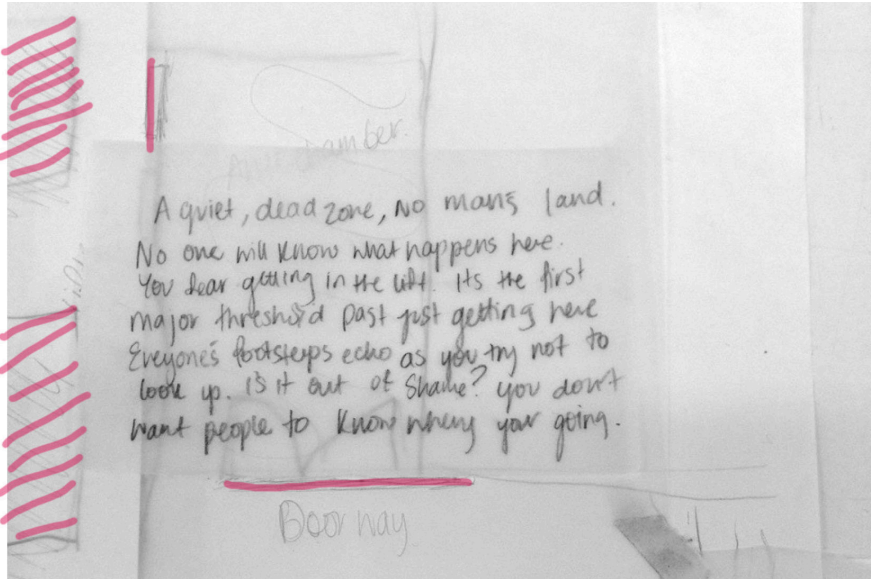 Antechamber.
A quiet, dead zone, No mans land.
No one will know what happens here.
You fear getting in the lift. Its the first
major threshold past just getting here
Everyone's footsteps echo as you try not to
look up. Is it out of Shame? you don't
want people to know where your going.
Doorway